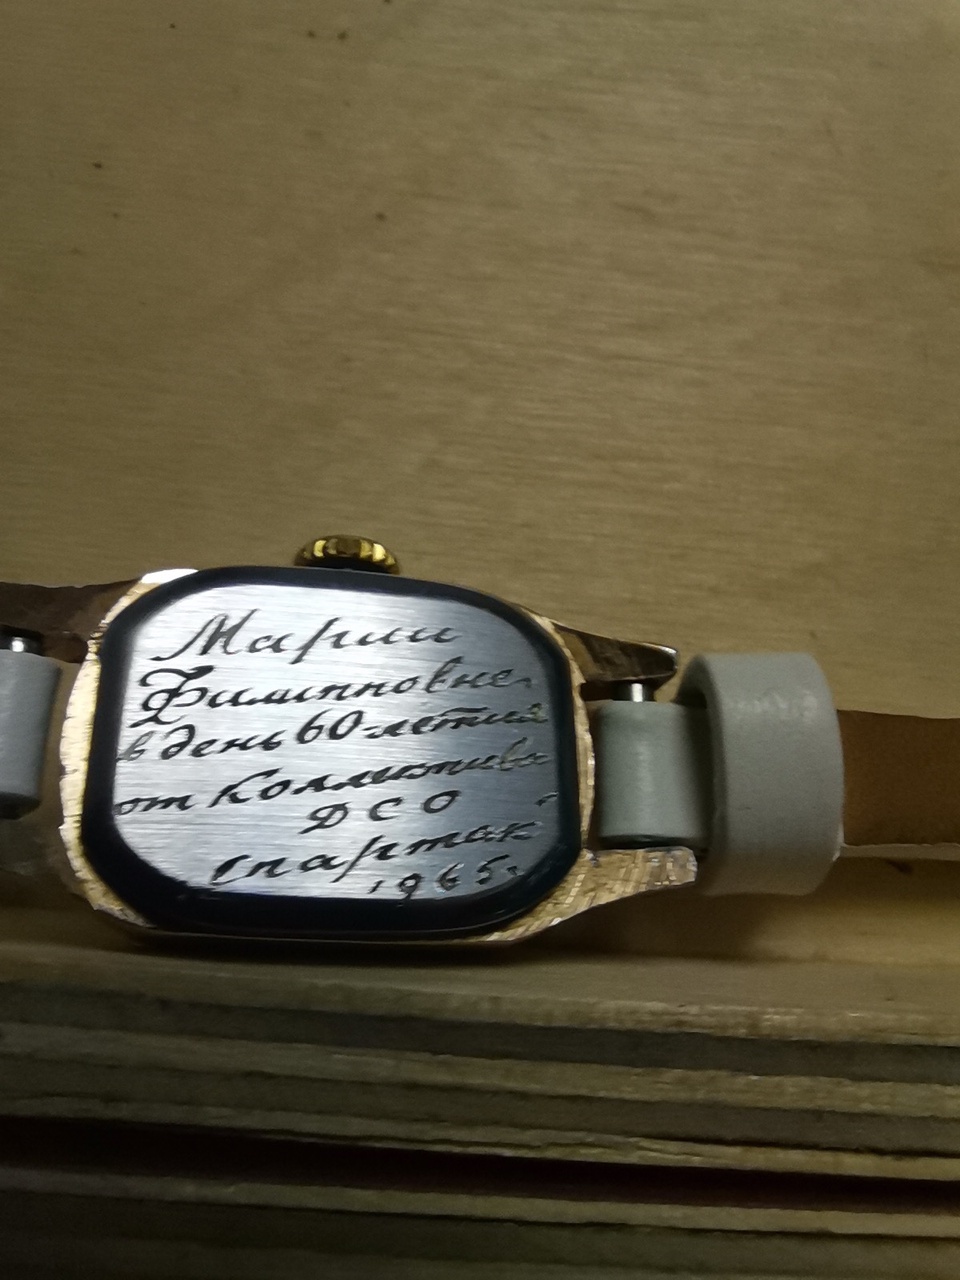 Марии
Филипповне
в день 60-летия
от Коллектива
ДСО
Спартак
1965.